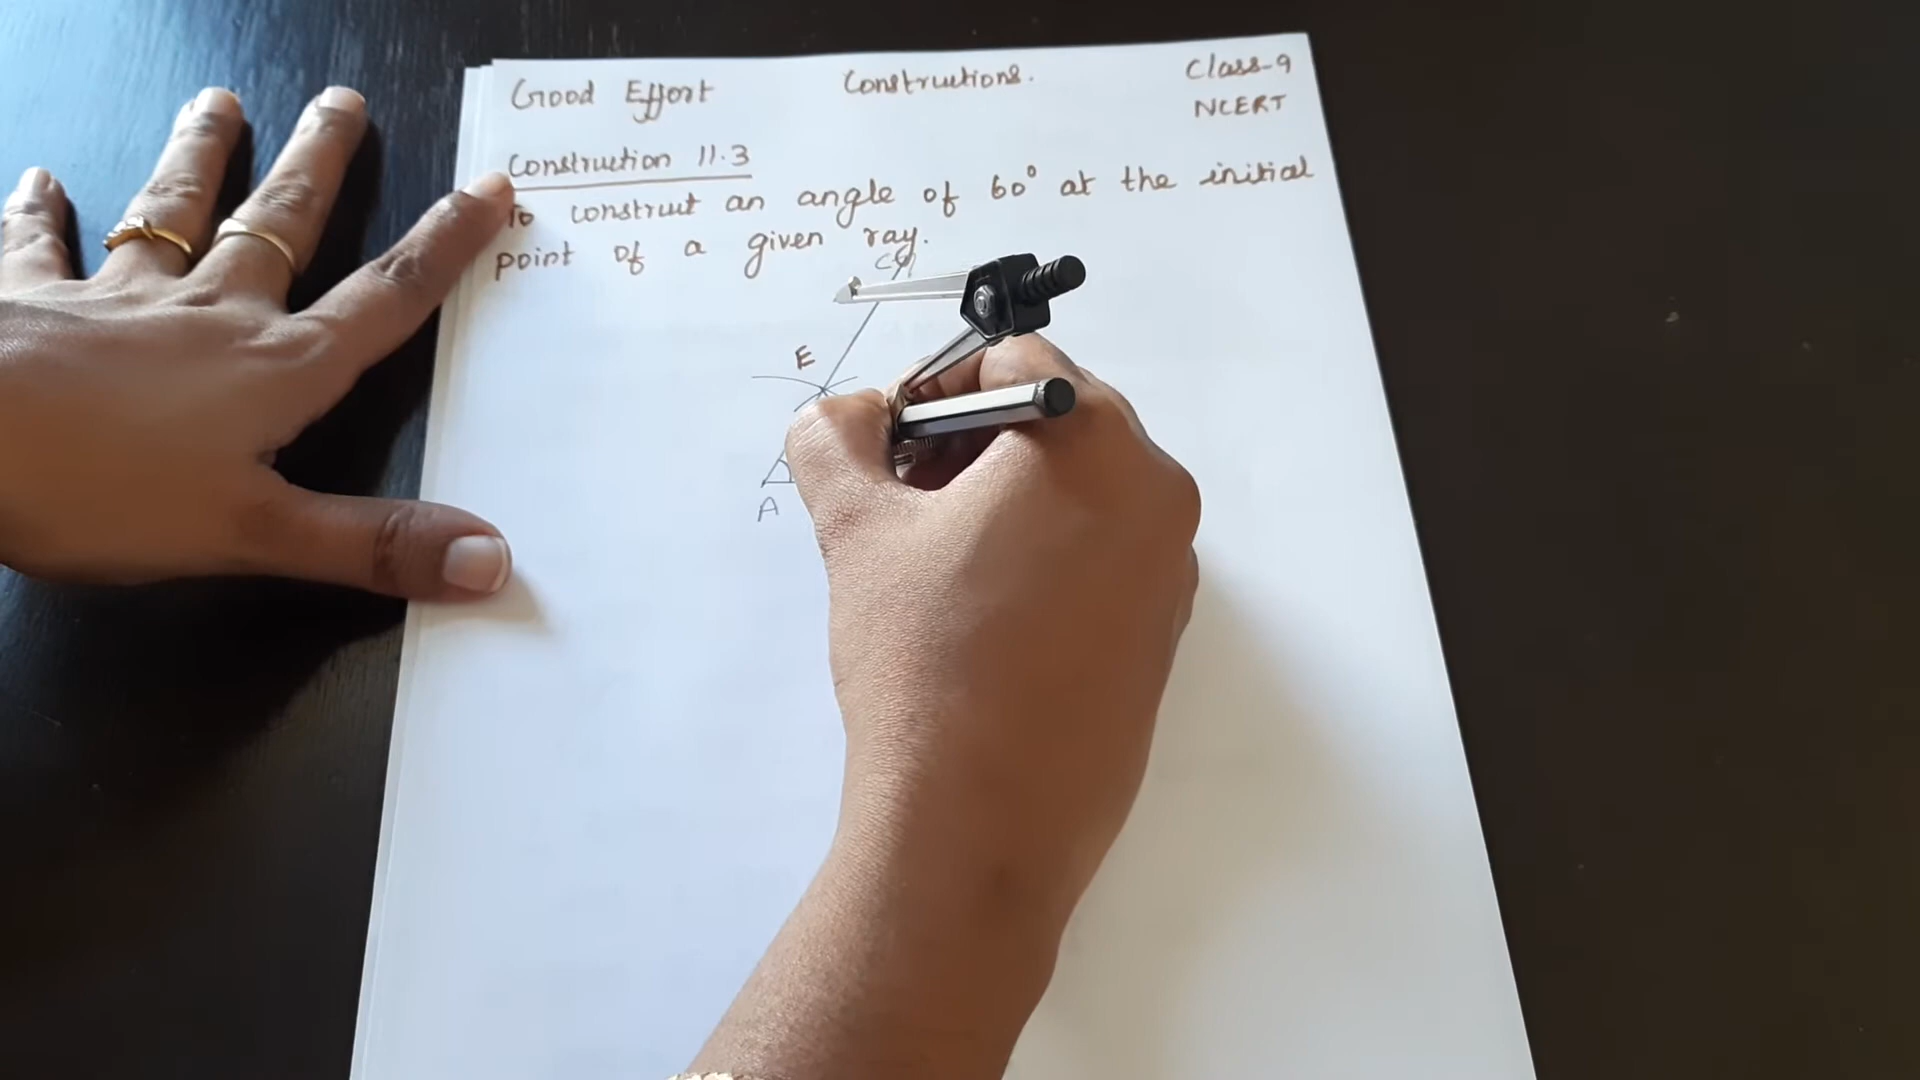 Good Effort Constructions. Class-9
NCERT
Construction 11.3
To construct an angle of 60° at the initial
point of a given ray.
C
E
A